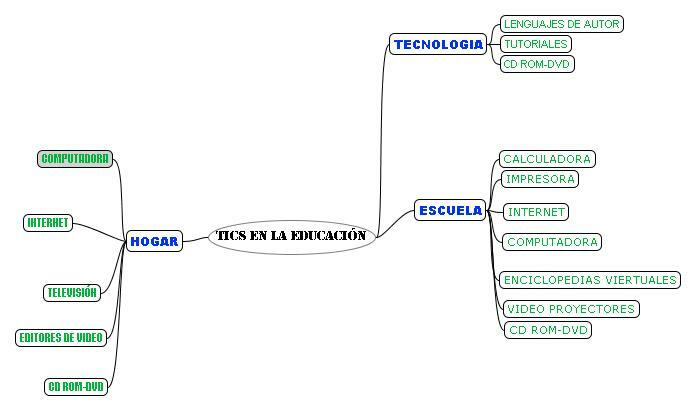 TECNOLOGIA
LENGUAJES DE AUTOR
TUTORIALES
CD ROM-DVD
COMPUTADORA
INTERNET
HOGAR
TELEVISIÓN
EDITORES DE VIDEO
CD ROM-DVD
TICS EN LA EDUCACIÓN
ESCUELA
CALCULADORA
IMPRESORA
INTERNET
COMPUTADORA
ENCICLOPEDIAS VIERTUALES
VIDEO PROYECTORES
CD ROM-DVD